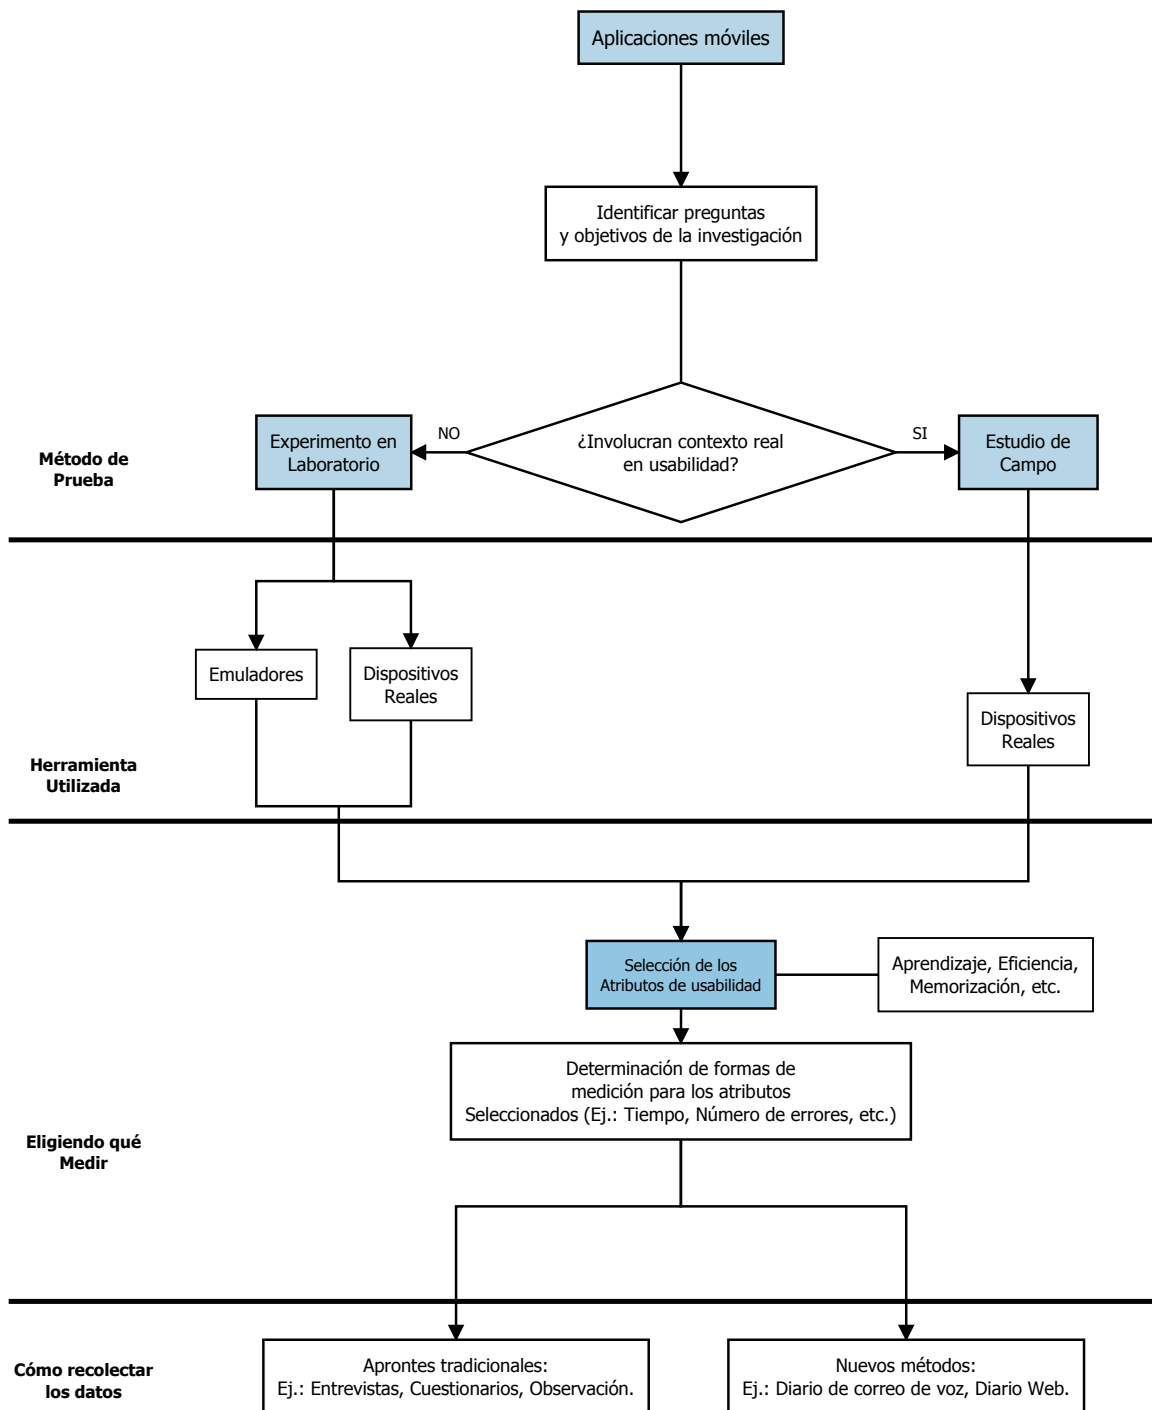 Aplicaciones móviles
Identificar preguntas
y objetivos de la investigación
Método de
Prueba
Experimento en
Laboratorio
NO
¿Involucran contexto real
en usabilidad?
SI
Estudio de
Campo
Emuladores
Dispositivos
Reales
Dispositivos
Reales
Herramienta
Utilizada
Selección de los
Atributos de usabilidad
Aprendizaje, Eficiencia,
Memorización, etc.
Determinación de formas de
medición para los atributos
Seleccionados (Ej.: Tiempo, Número de errores, etc.)
Eligiendo qué
Medir
Cómo recolectar
los datos
Aprontes tradicionales:
Ej.: Entrevistas, Cuestionarios, Observación.
Nuevos métodos:
Ej.: Diario de correo de voz, Diario Web.